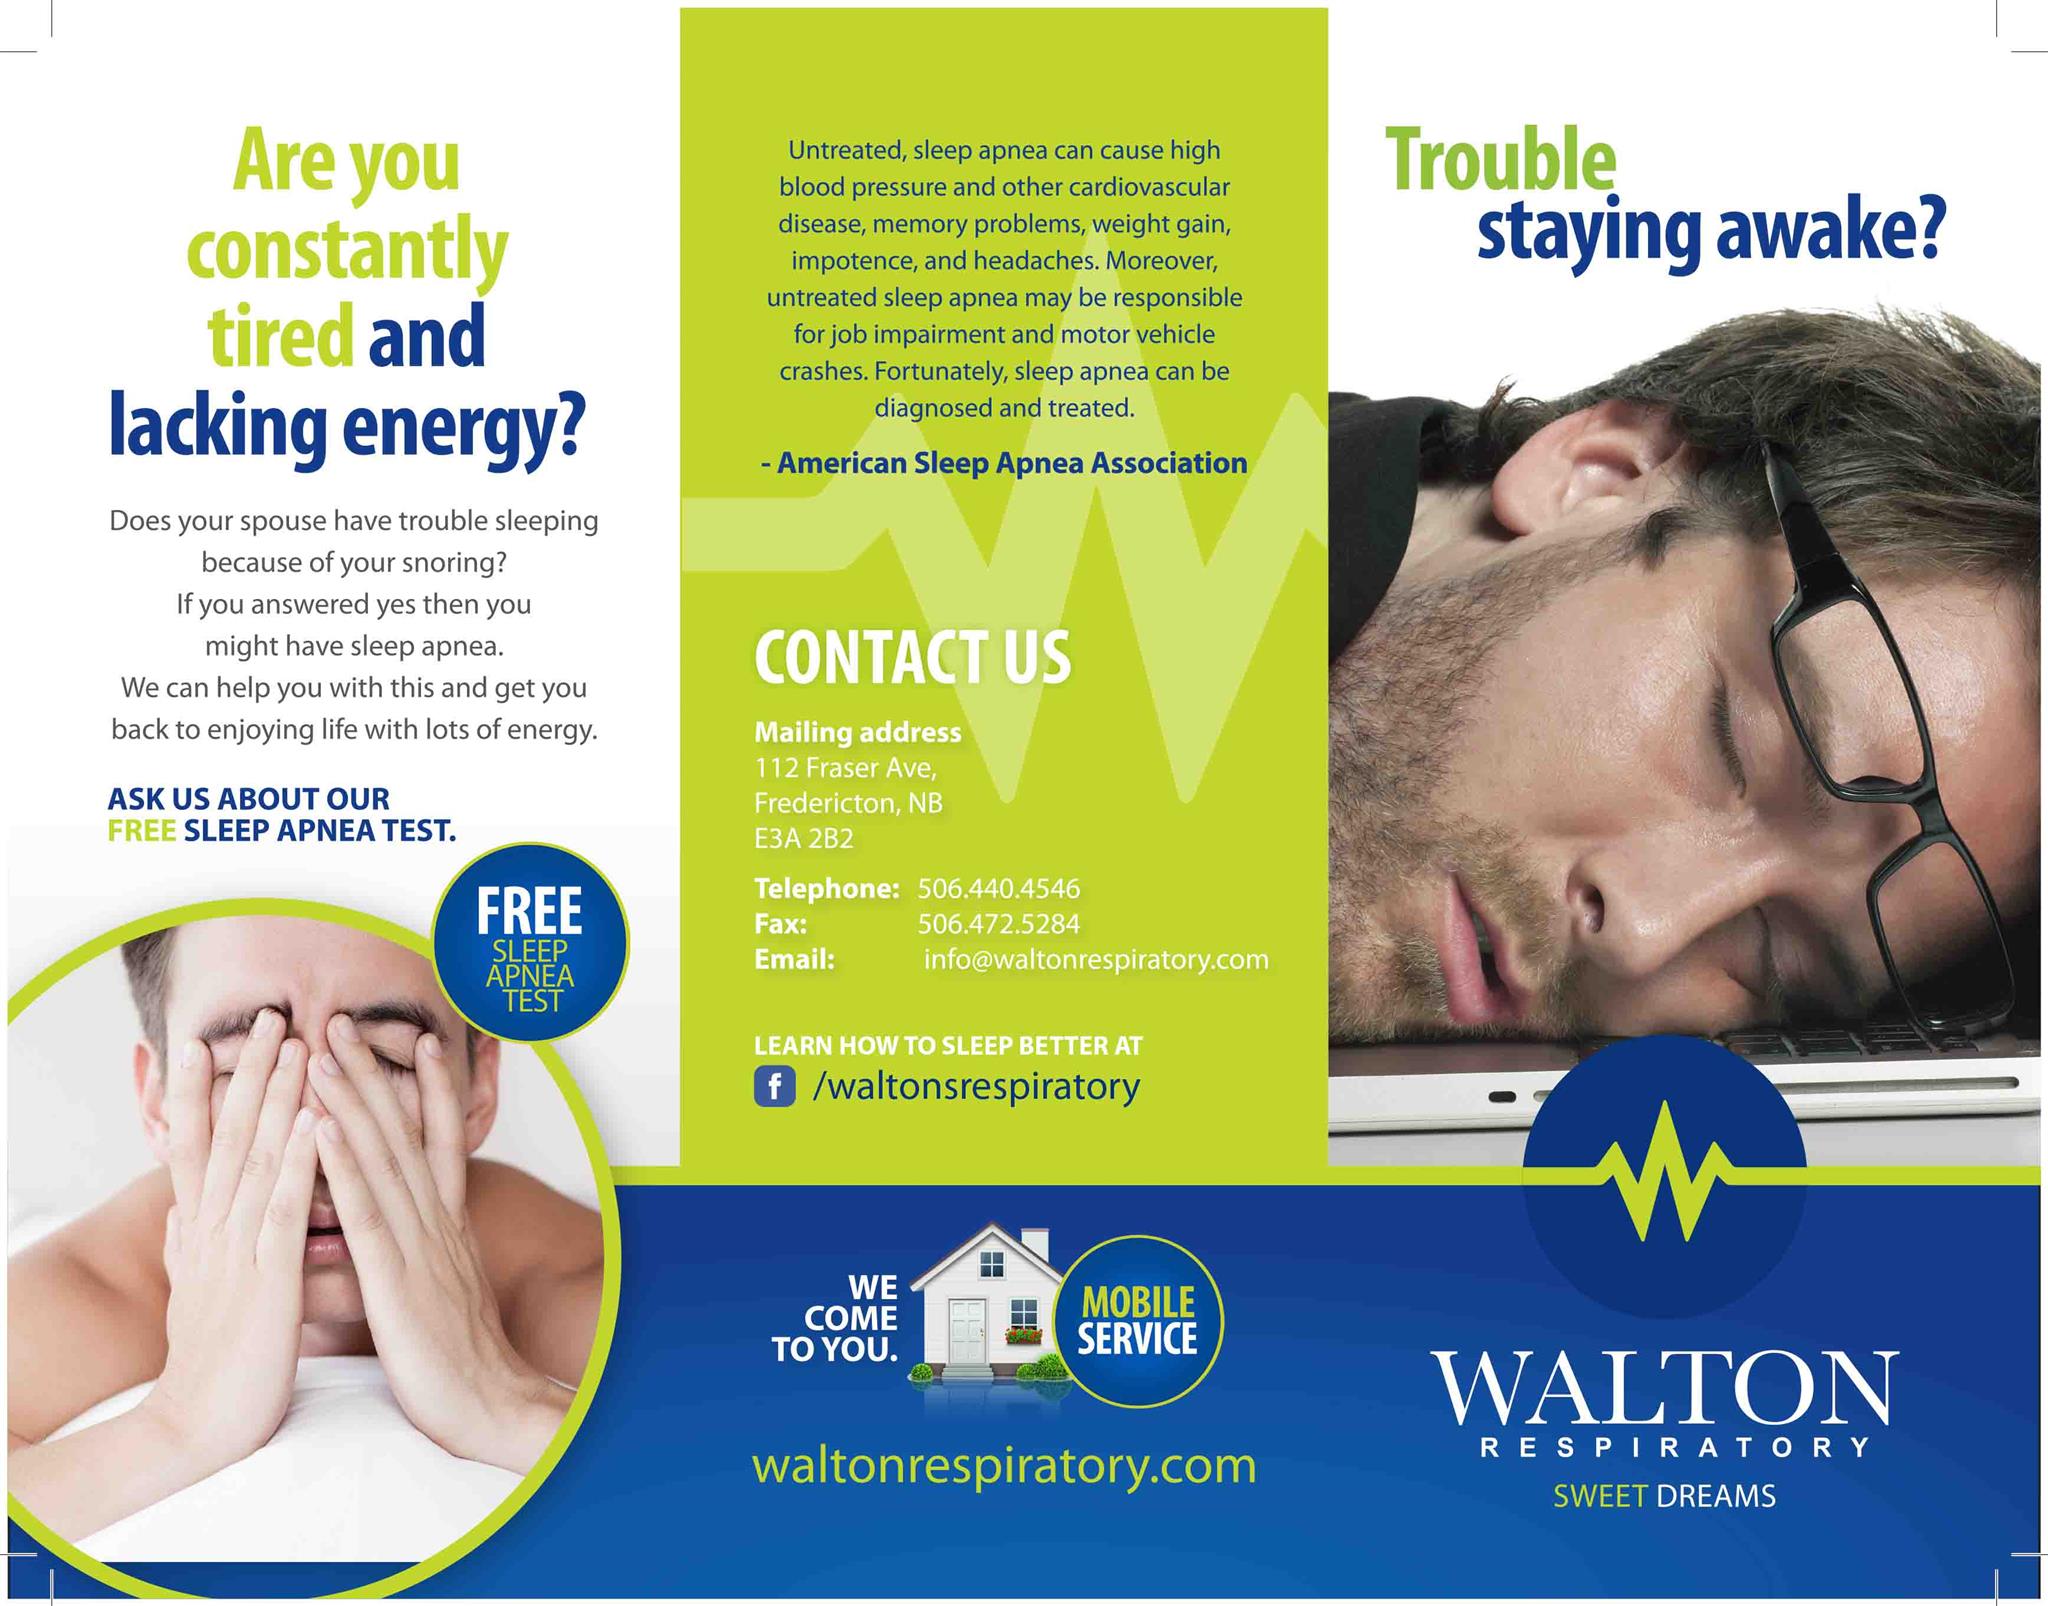 Are you
constantly
tired and
lacking energy?
Does your spouse have trouble sleeping
because of your snoring?
If you answered yes then you
might have sleep apnea.
We can help you with this and get you
back to enjoying life with lots of energy.
ASK US ABOUT OUR
FREE SLEEP APNEA TEST.
FREE
SLEEP
APNEA
TEST
Untreated, sleep apnea can cause high
blood pressure and other cardiovascular
disease, memory problems, weight gain,
impotence, and headaches. Moreover,
untreated sleep apnea may be responsible
for job impairment and motor vehicle
crashes. Fortunately, sleep apnea can be
diagnosed and treated.
- American Sleep Apnea Association
CONTACT US
Mailing address
112 Fraser Ave,
Fredericton, NB
E3A 2B2
Telephone: 506.440.4546
Fax: 506.472.5284
Email: info@waltonrespiratory.com
LEARN HOW TO SLEEP BETTER AT
f /waltonsrespiratory
WE
COME
TO YOU.
MOBILE
SERVICE
waltonrespiratory.com
Trouble
staying awake?
WALTON
RESPIRATORY
SWEET DREAMS